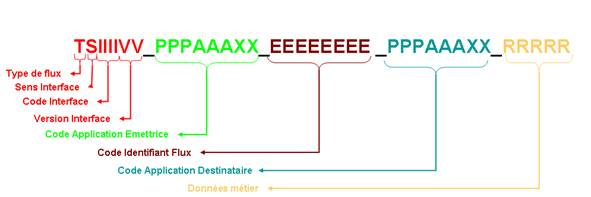 TSIIIIVV_PPPAAAXX_EEEEEEEE_PPPAAAXX_RRRRR
Type de flux
Sens Interface
Code Interface
Version Interface
Code Application Emettrice
Code Identifiant Flux
Code Application Destinataire
Données métier